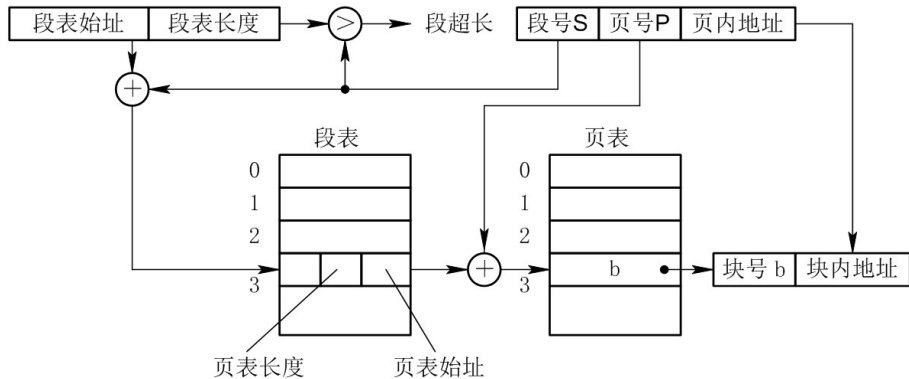 段表始址 段表长度 > 段超长 段号S 页号P 页内地址
+
段表 页表
0 0
1 1
2 2
3 + 3 b 块号 b 块内地址
页表长度 页表始址